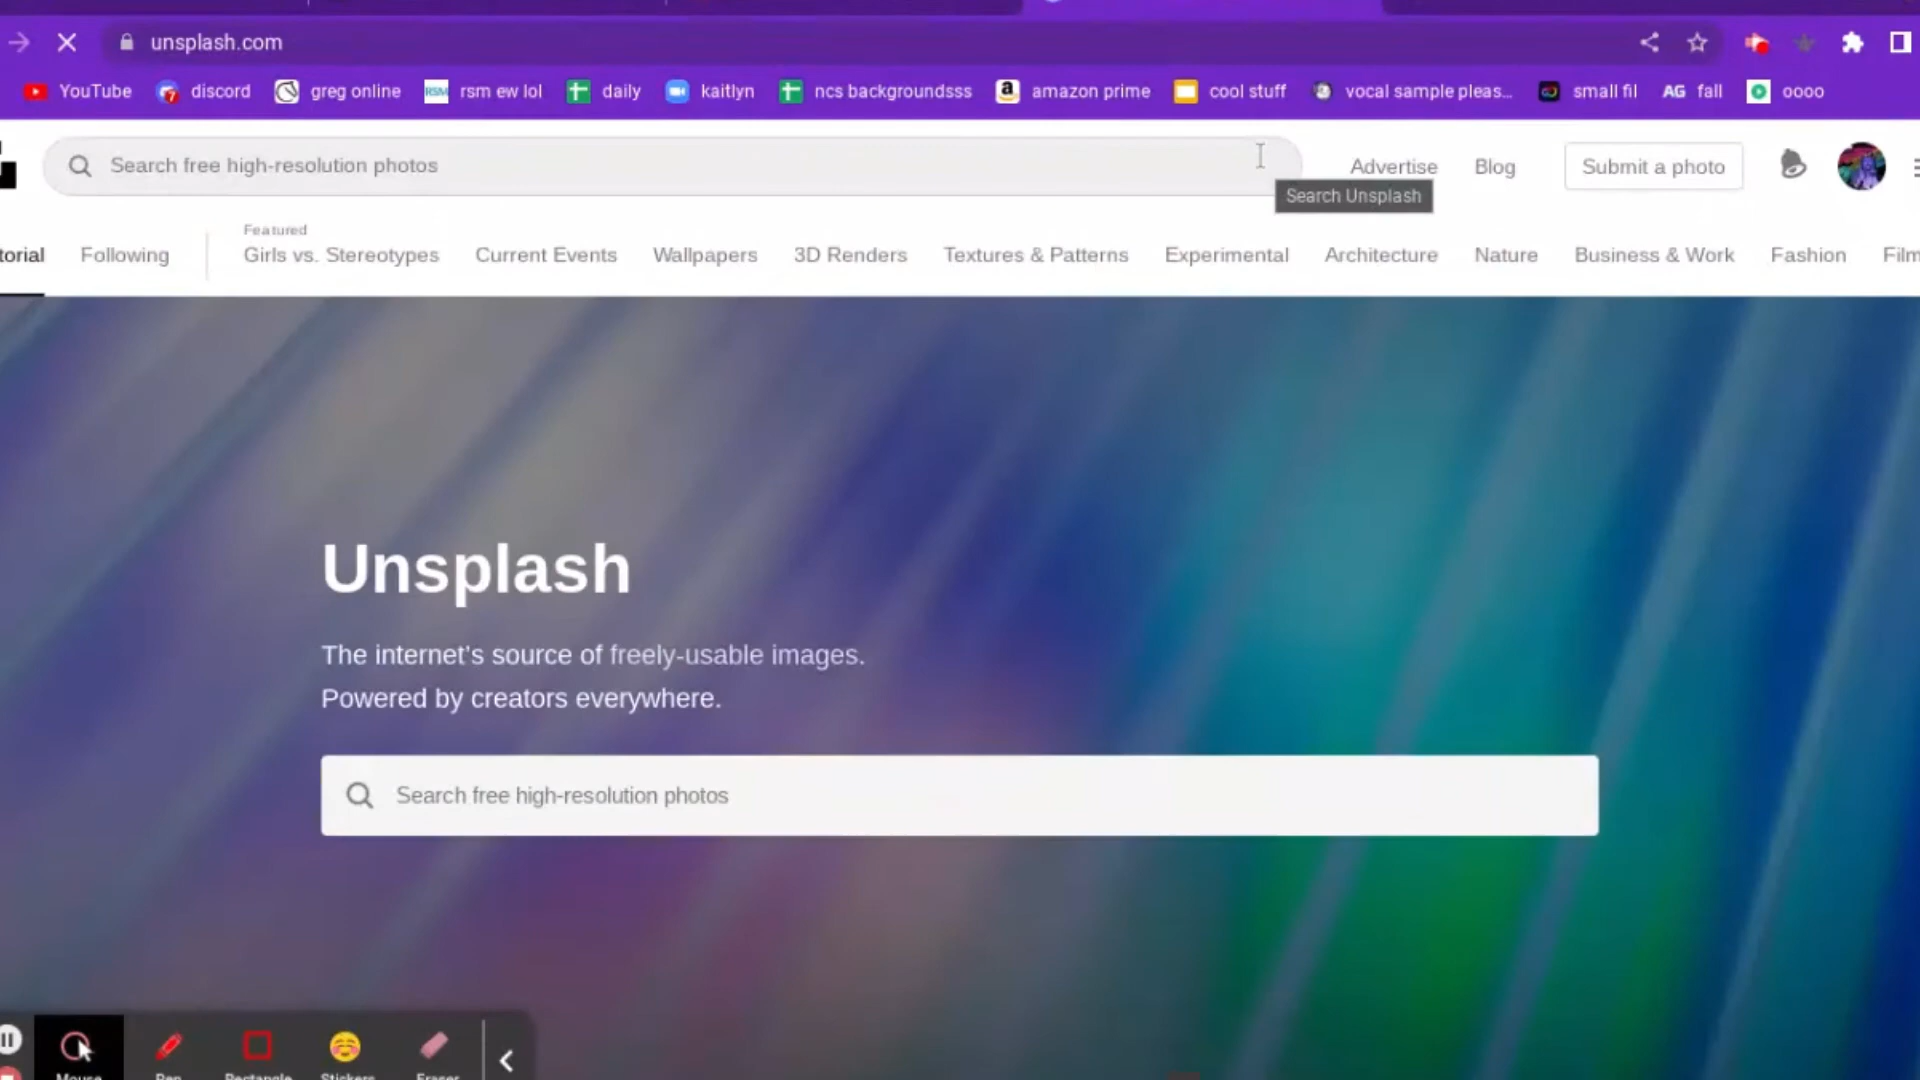 unsplash.com
YouTube discord greg online RSM rsm ew lol daily kaitlyn ncs backgroundsss a amazon prime cool stuff vocal sample pleas... small fil AG fall oooo
Search free high-resolution photos Advertise Blog Submit a photo
Search Unsplash
Featured
torial Following Girls vs. Stereotypes Current Events Wallpapers 3D Renders Textures & Patterns Experimental Architecture Nature Business & Work Fashion Film
Unsplash
The internet's source of freely-usable images.
Powered by creators everywhere.
Search free high-resolution photos
Mouse Pen Rectangle Stickers Eraser